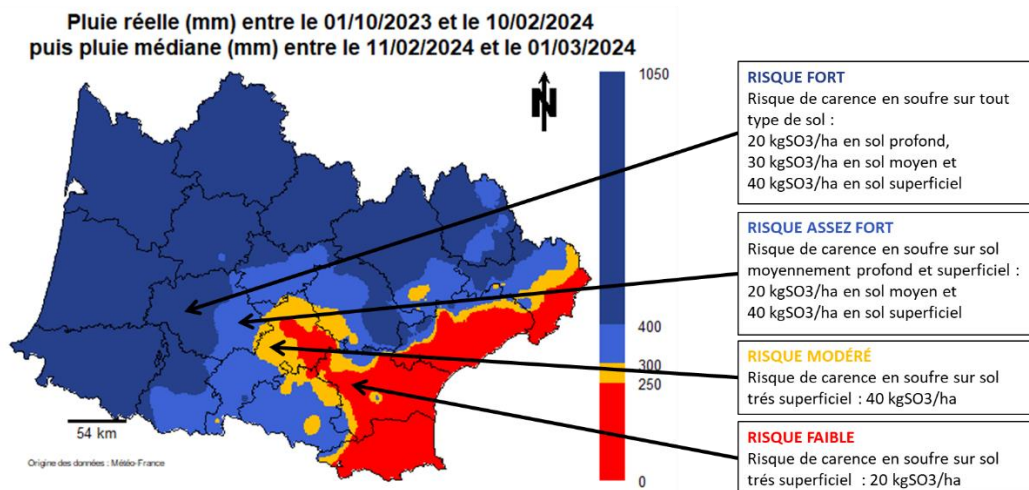 Pluie réelle (mm) entre le 01/10/2023 et le 10/02/2024
puis pluie médiane (mm) entre le 11/02/2024 et le 01/03/2024
N
1050
400
300
250
0
54 km
Origine des données : Météo-France
RISQUE FORT
Risque de carence en soufre sur tout
type de sol :
20 kgSO3/ha en sol profond,
30 kgSO3/ha en sol moyen et
40 kgSO3/ha en sol superficiel
RISQUE ASSEZ FORT
Risque de carence en soufre sur sol
moyennement profond et superficiel :
20 kgSO3/ha en sol moyen et
40 kgSO3/ha en sol superficiel
RISQUE MODÉRÉ
Risque de carence en soufre sur sol
trés superficiel : 40 kgSO3/ha
RISQUE FAIBLE
Risque de carence en soufre sur sol
trés superficiel  : 20 kgSO3/ha